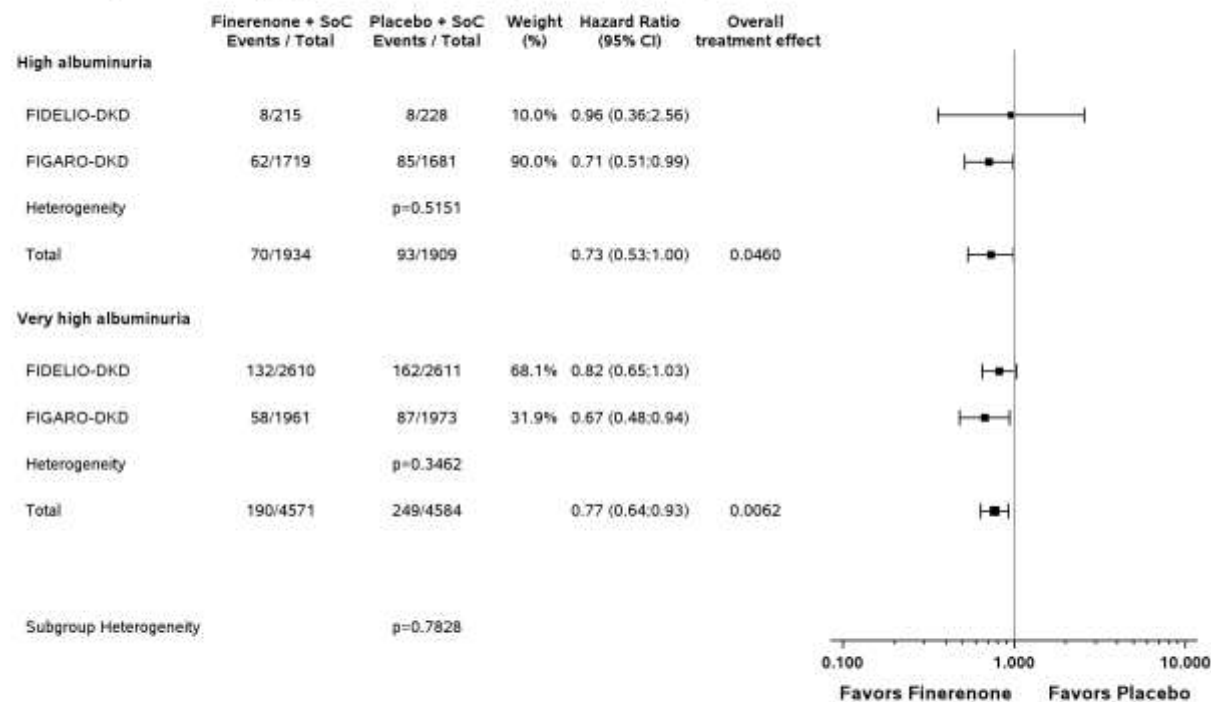 Finerenone + SoC Placebo + SoC Weight Hazard Ratio Overall
Events / Total Events / Total (%) (95% CI) treatment effect
High albuminuria
FIDELIO-DKD 8/215 8/228 10.0% 0.96 (0.36;2.56)
FIGARO-DKD 62/1719 85/1681 90.0% 0.71 (0.51;0.99)
Heterogeneity p=0.5151
Total 70/1934 93/1909 0.73 (0.53;1.00) 0.0460
Very high albuminuria
FIDELIO-DKD 132/2610 162/2611 68.1% 0.82 (0.65;1.03)
FIGARO-DKD 58/1961 87/1973 31.9% 0.67 (0.48;0.94)
Heterogeneity p=0.3462
Total 190/4571 249/4584 0.77 (0.64;0.93) 0.0062
Subgroup Heterogeneity p=0.7828
0.100 1.000 10.000
Favors Finerenone Favors Placebo